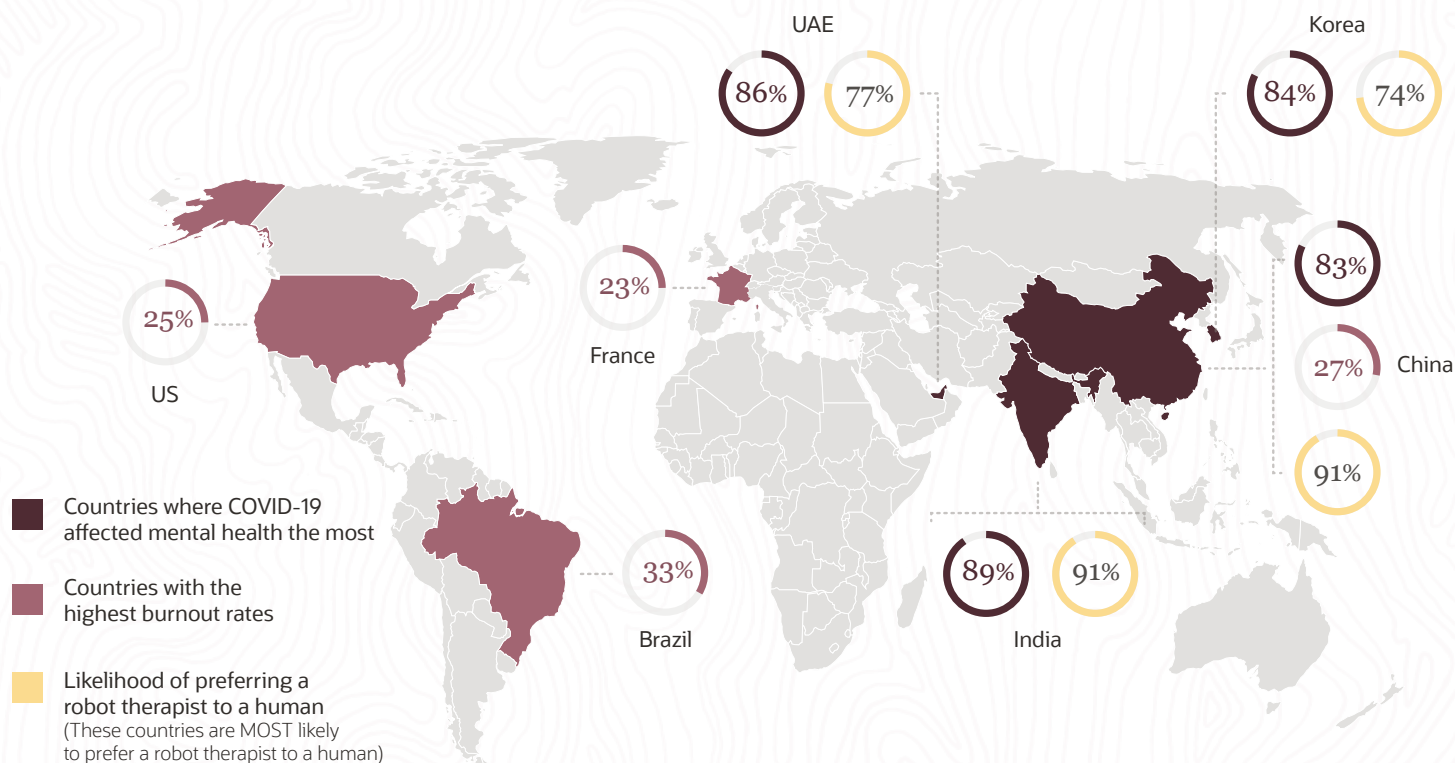 UAE
86%
77%
Korea
84%
74%
83%
27%
China
91%
23%
France
25%
US
33%
Brazil
89%
91%
India
Countries where COVID-19
affected mental health the most
Countries with the
highest burnout rates
Likelihood of preferring a
robot therapist to a human
(These countries are MOST likely
to prefer a robot therapist to a human)